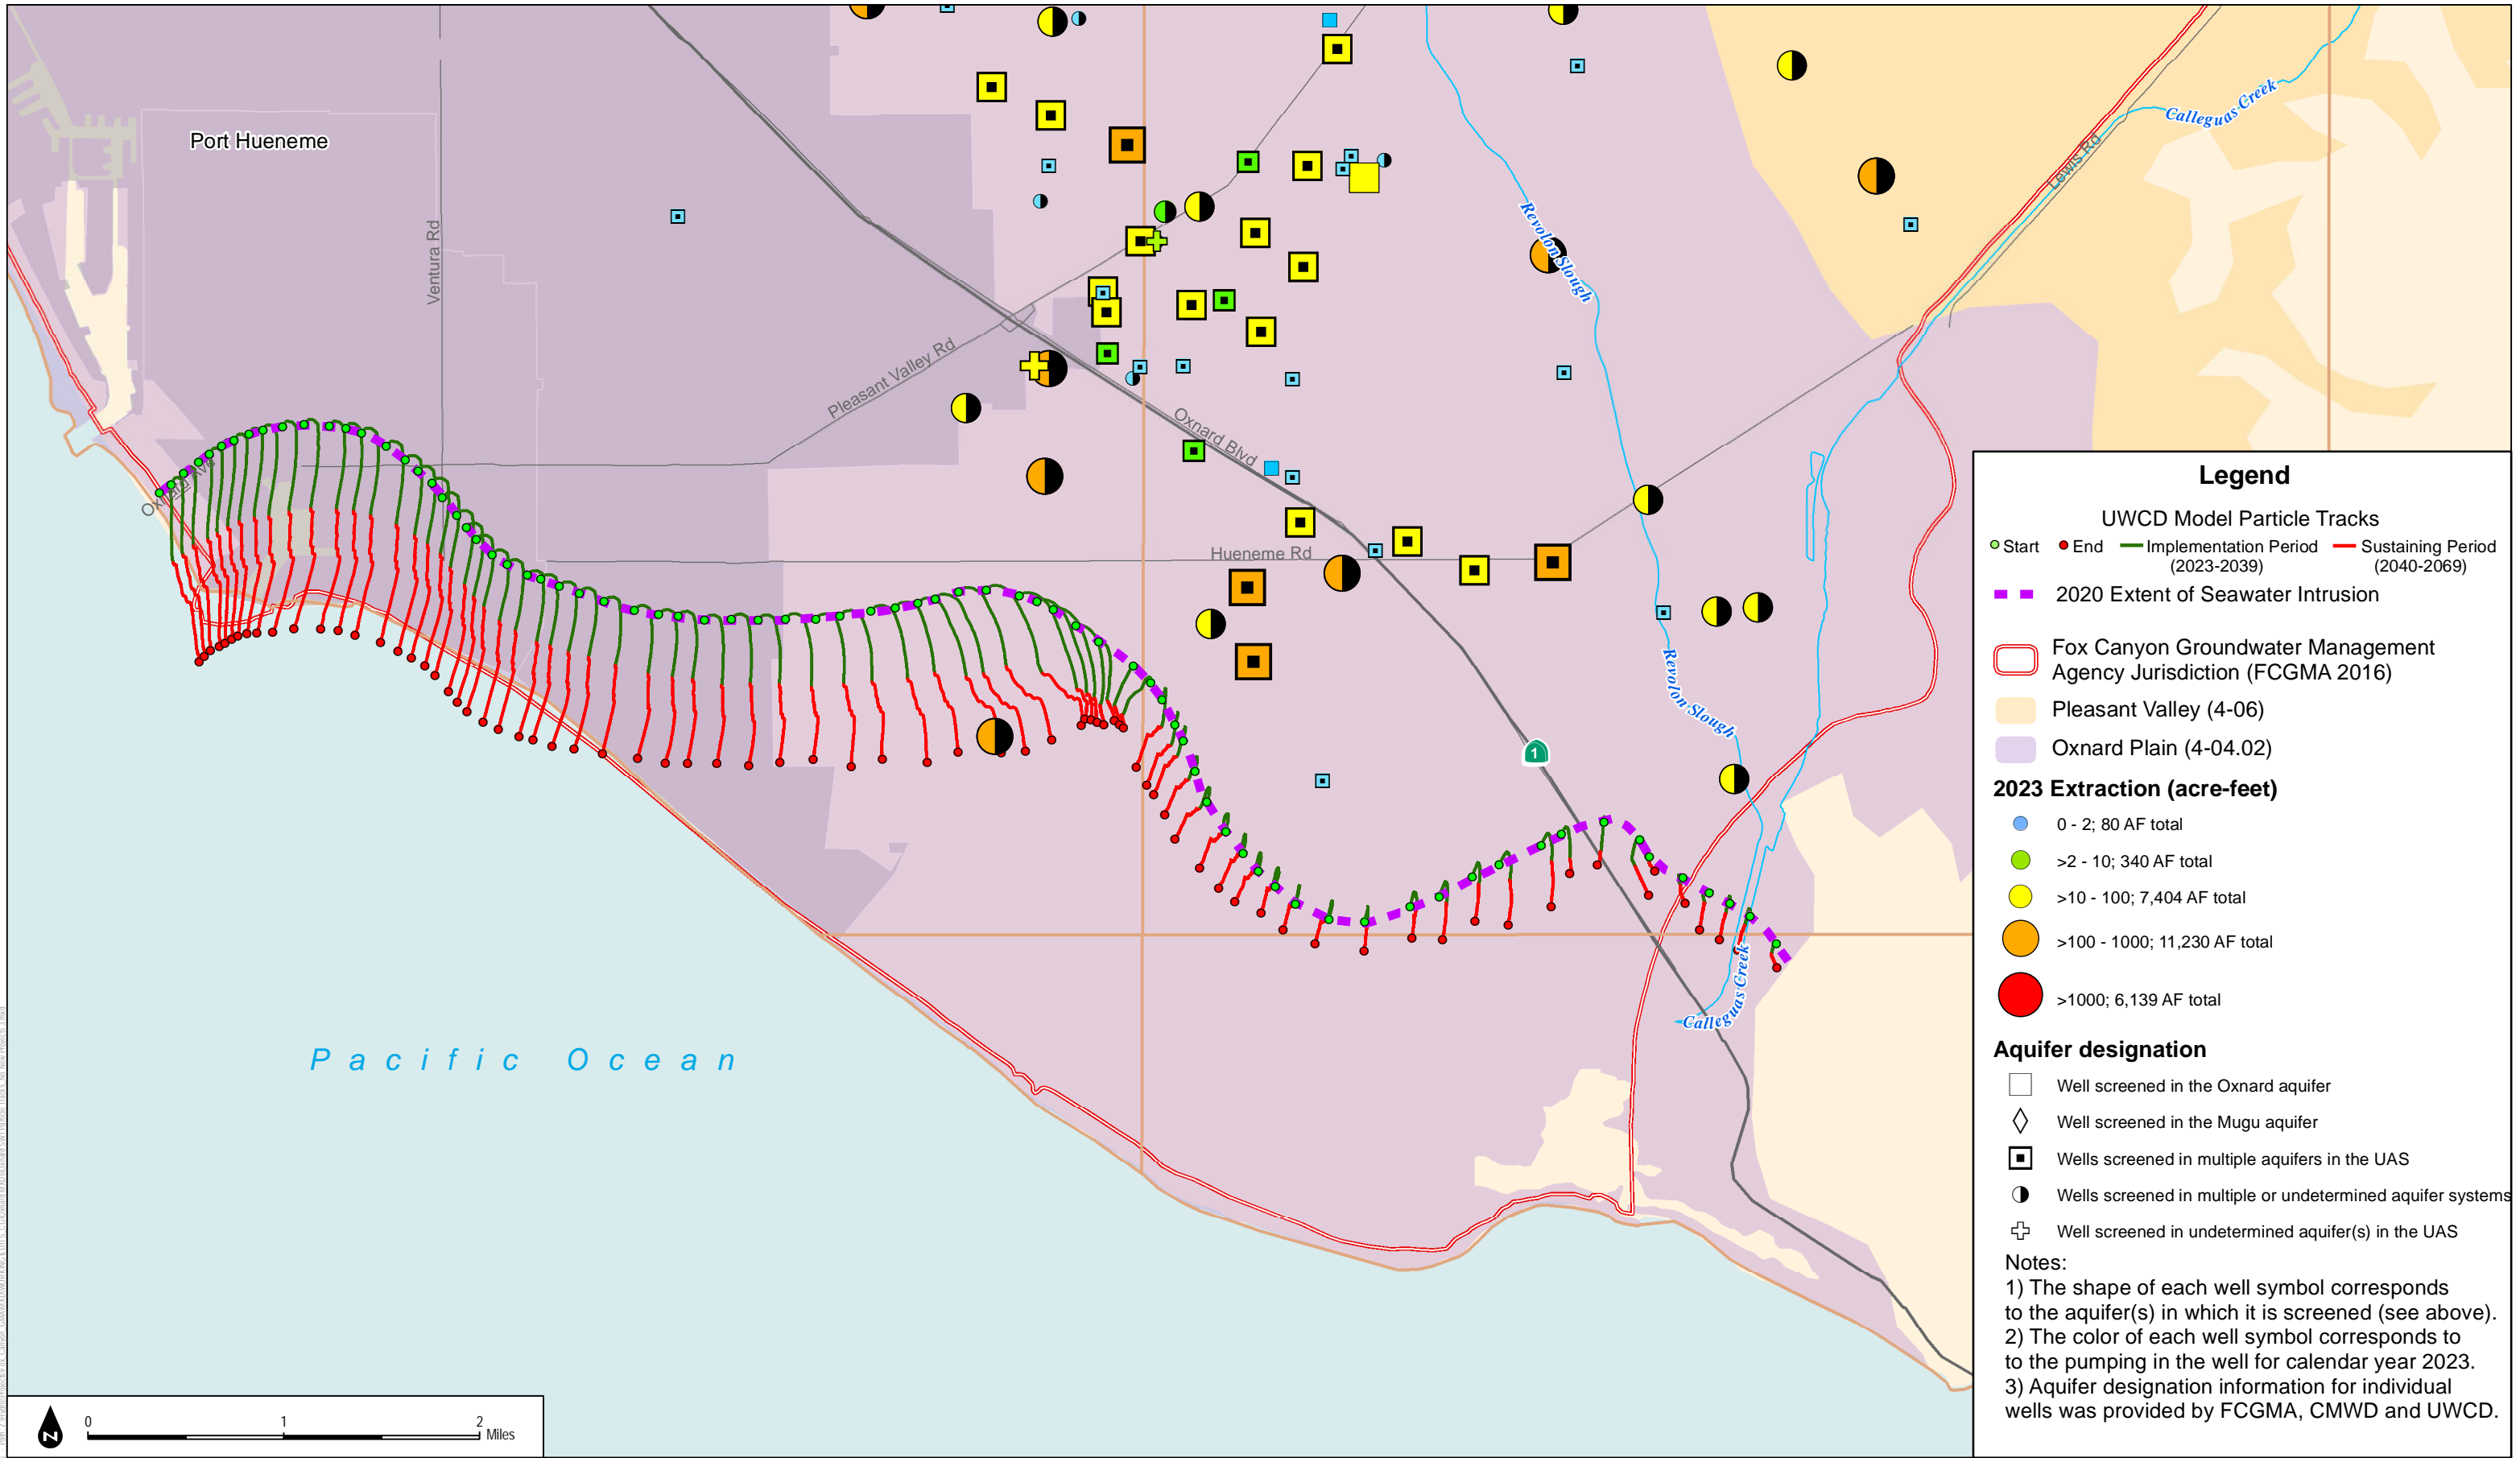 Port Hueneme
Ventura Rd
Oxnard Ave
Pleasant Valley Rd
Oxnard Blvd
Hueneme Rd
Revolon Slough
Revolon Slough
Calleguas Creek
Lewis Rd
Calleguas Creek
1
Pacific Ocean
N
0 1 2
Miles
Legend
UWCD Model Particle Tracks
Start End Implementation Period Sustaining Period
(2023-2039) (2040-2069)
2020 Extent of Seawater Intrusion
Fox Canyon Groundwater Management
Agency Jurisdiction (FCGMA 2016)
Pleasant Valley (4-06)
Oxnard Plain (4-04.02)
2023 Extraction (acre-feet)
0 - 2; 80 AF total
>2 - 10; 340 AF total
>10 - 100; 7,404 AF total
>100 - 1000; 11,230 AF total
>1000; 6,139 AF total
Aquifer designation
Well screened in the Oxnard aquifer
Well screened in the Mugu aquifer
Wells screened in multiple aquifers in the UAS
Wells screened in multiple or undetermined aquifer systems
Well screened in undetermined aquifer(s) in the UAS
Notes:
1) The shape of each well symbol corresponds
to the aquifer(s) in which it is screened (see above).
2) The color of each well symbol corresponds to
to the pumping in the well for calendar year 2023.
3) Aquifer designation information for individual
wells was provided by FCGMA, CMWD and UWCD.